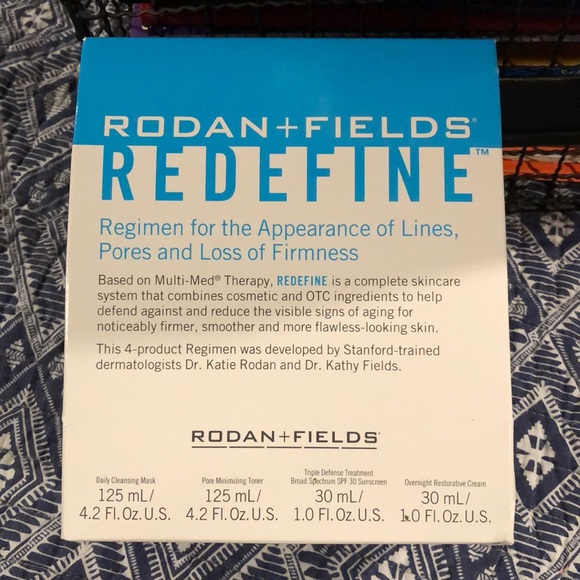 RODAN+FIELDS®
REDEFINE™
Regimen for the Appearance of Lines,
Pores and Loss of Firmness
Based on Multi-Med® Therapy, REDEFINE is a complete skincare
system that combines cosmetic and OTC ingredients to help
defend against and reduce the visible signs of aging for
noticeably firmer, smoother and more flawless-looking skin.
This 4-product Regimen was developed by Stanford-trained
dermatologists Dr. Katie Rodan and Dr. Kathy Fields.
RODAN+FIELDS®
Daily Cleansing Mask
125 mL/
4.2 Fl. Oz. U.S.
Pore Minimizing Toner
125 mL/
4.2 Fl. Oz. U.S.
Triple Defense Treatment
Broad Spectrum SPF 30 Sunscreen
30 mL/
1.0 Fl. Oz. U.S.
Overnight Restorative Cream
30 mL/
1.0 Fl. Oz. U.S.